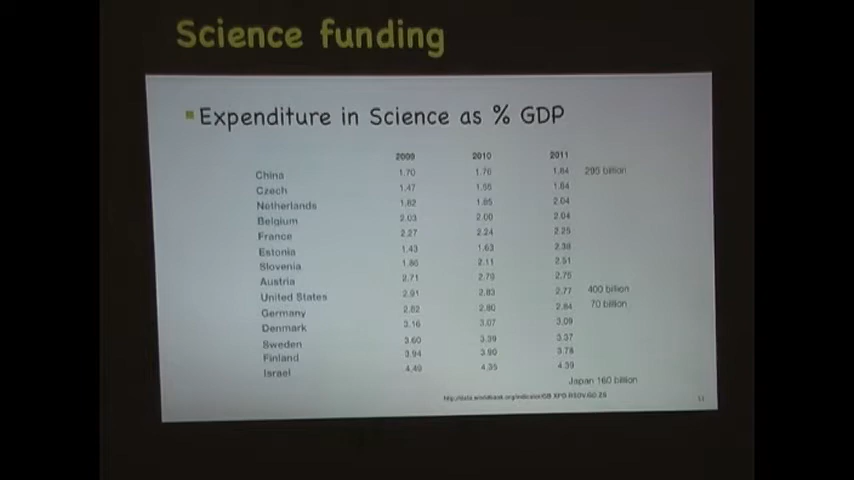 Science funding
Expenditure in Science as % GDP
2009 2010 2011
China 1.70 1.76 1.84 295 billion
Czech 1.47 1.55 1.84
Netherlands 1.82 1.85 2.04
Belgium 2.03 2.00 2.04
France 2.27 2.24 2.25
Estonia 1.43 1.63 2.38
Slovenia 1.85 2.11 2.51
Austria 2.71 2.79 2.75
United States 2.91 2.83 2.77 400 billion
Germany 2.82 2.80 2.84 70 billion
Denmark 3.16 3.07 3.09
Sweden 3.60 3.39 3.37
Finland 3.94 3.90 3.78
Israel 4.49 4.35 4.39
Japan 160 billion
11